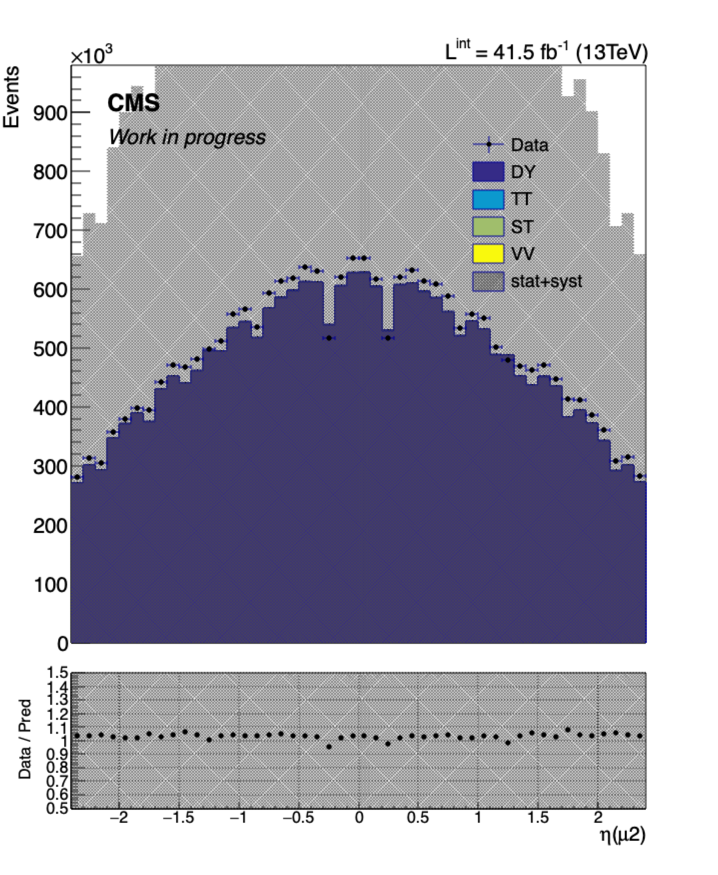 ×10³
L^int = 41.5 fb⁻¹ (13TeV)
Events
CMS
Work in progress
Data
DY
TT
ST
VV
stat+syst
900
800
700
600
500
400
300
200
100
0
Data / Pred
1.5
1.4
1.3
1.2
1.1
1
0.9
0.8
0.7
0.6
0.5
−2 −1.5 −1 −0.5 0 0.5 1 1.5 2
η(μ2)